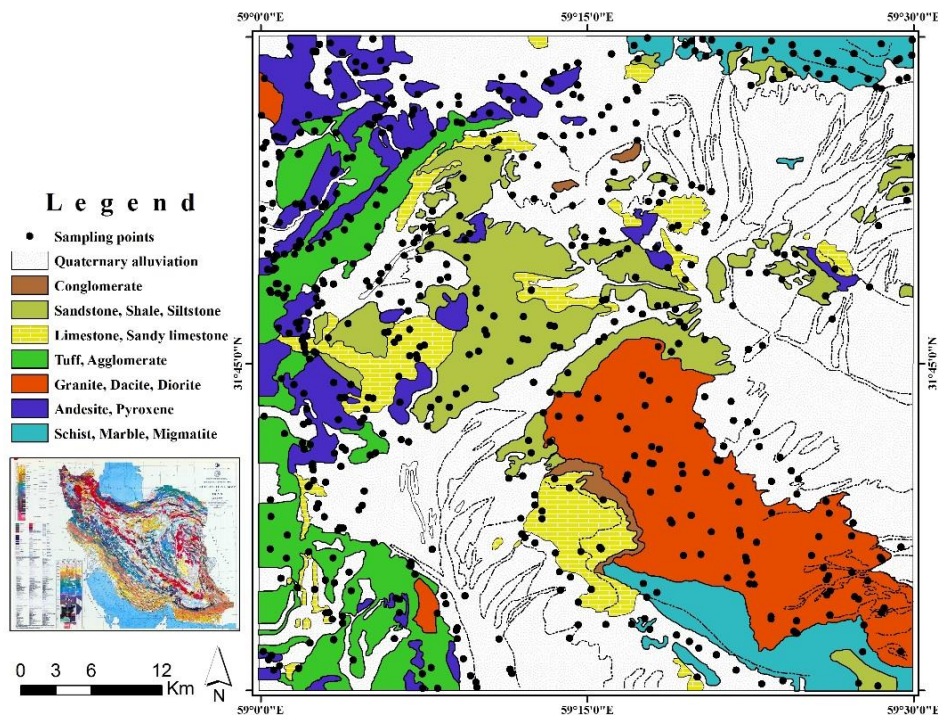 59°0'0"E 59°15'0"E 59°30'0"E
Legend
Sampling points
Quaternary alluviation
Conglomerate
Sandstone, Shale, Siltstone
Limestone, Sandy limestone
Tuff, Agglomerate
Granite, Dacite, Diorite
Andesite, Pyroxene
Schist, Marble, Migmatite
31°45'0"N
31°45'0"N
0 3 6 12
Km
N
59°0'0"E 59°15'0"E 59°30'0"E